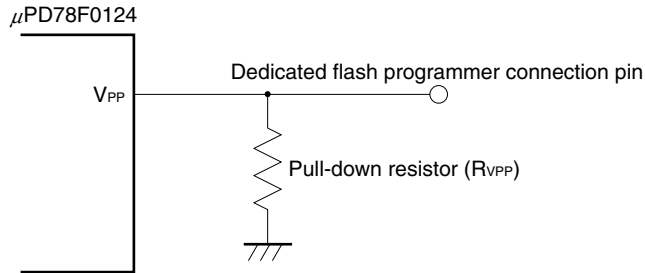 μPD78F0124
Dedicated flash programmer connection pin
VPP
Pull-down resistor (RVPP)